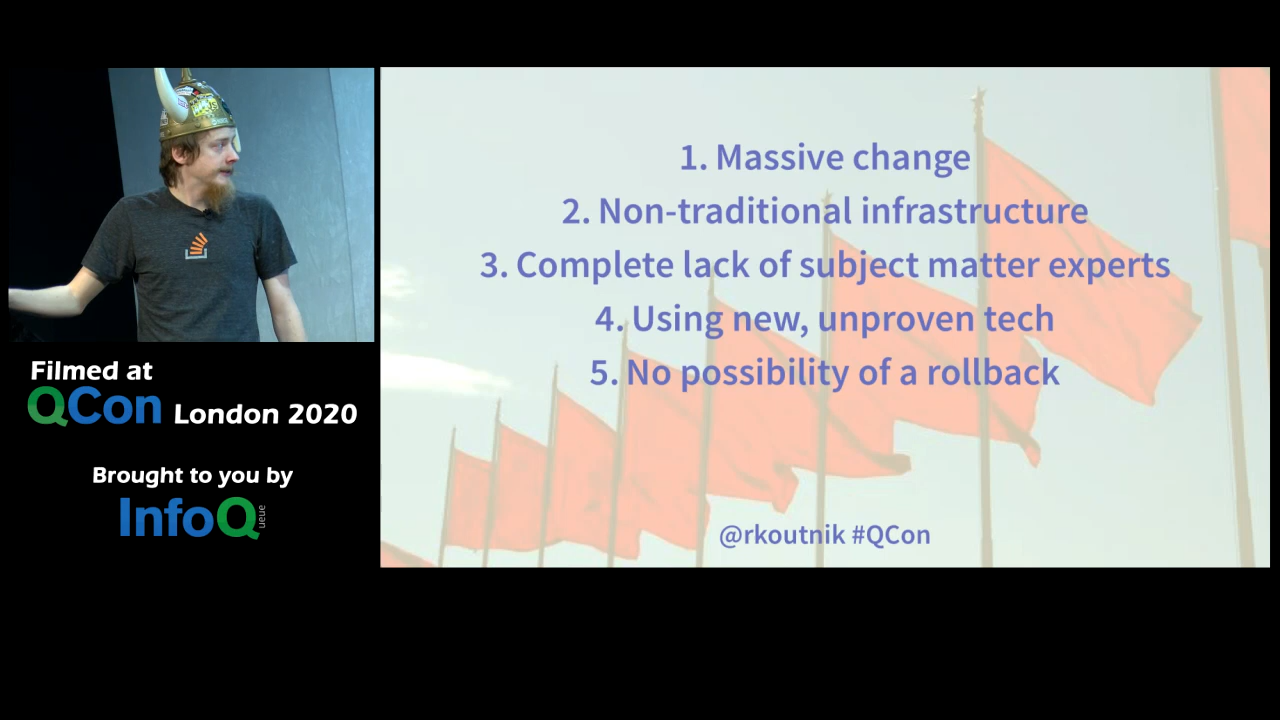 1. Massive change
2. Non-traditional infrastructure
3. Complete lack of subject matter experts
4. Using new, unproven tech
5. No possibility of a rollback
@rkoutnik #QCon
Filmed at
QCon London 2020
Brought to you by
InfoQ
ueue